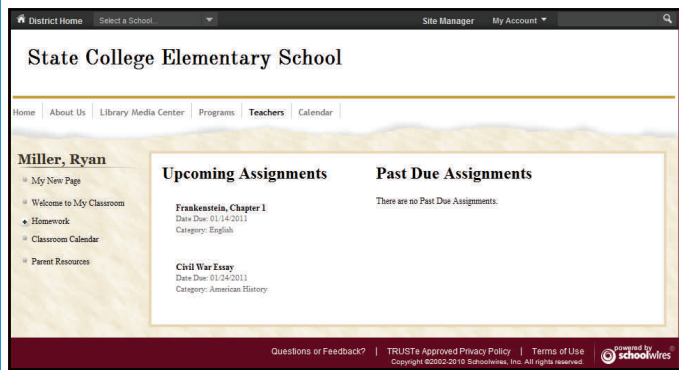 District Home Select a School... Site Manager My Account
State College Elementary School
Home About Us Library Media Center Programs Teachers Calendar
Miller, Ryan
My New Page
Welcome to My Classroom
Homework
Classroom Calendar
Parent Resources
Upcoming Assignments
Frankenstein, Chapter 1
Date Due: 01/14/2011
Category: English
Civil War Essay
Date Due: 01/24/2011
Category: American History
Past Due Assignments
There are no Past Due Assignments.
Questions or Feedback? | TRUSTe Approved Privacy Policy | Terms of Use
Copyright ©2002-2010 Schoolwires, Inc. All rights reserved.
powered by
schoolwires®